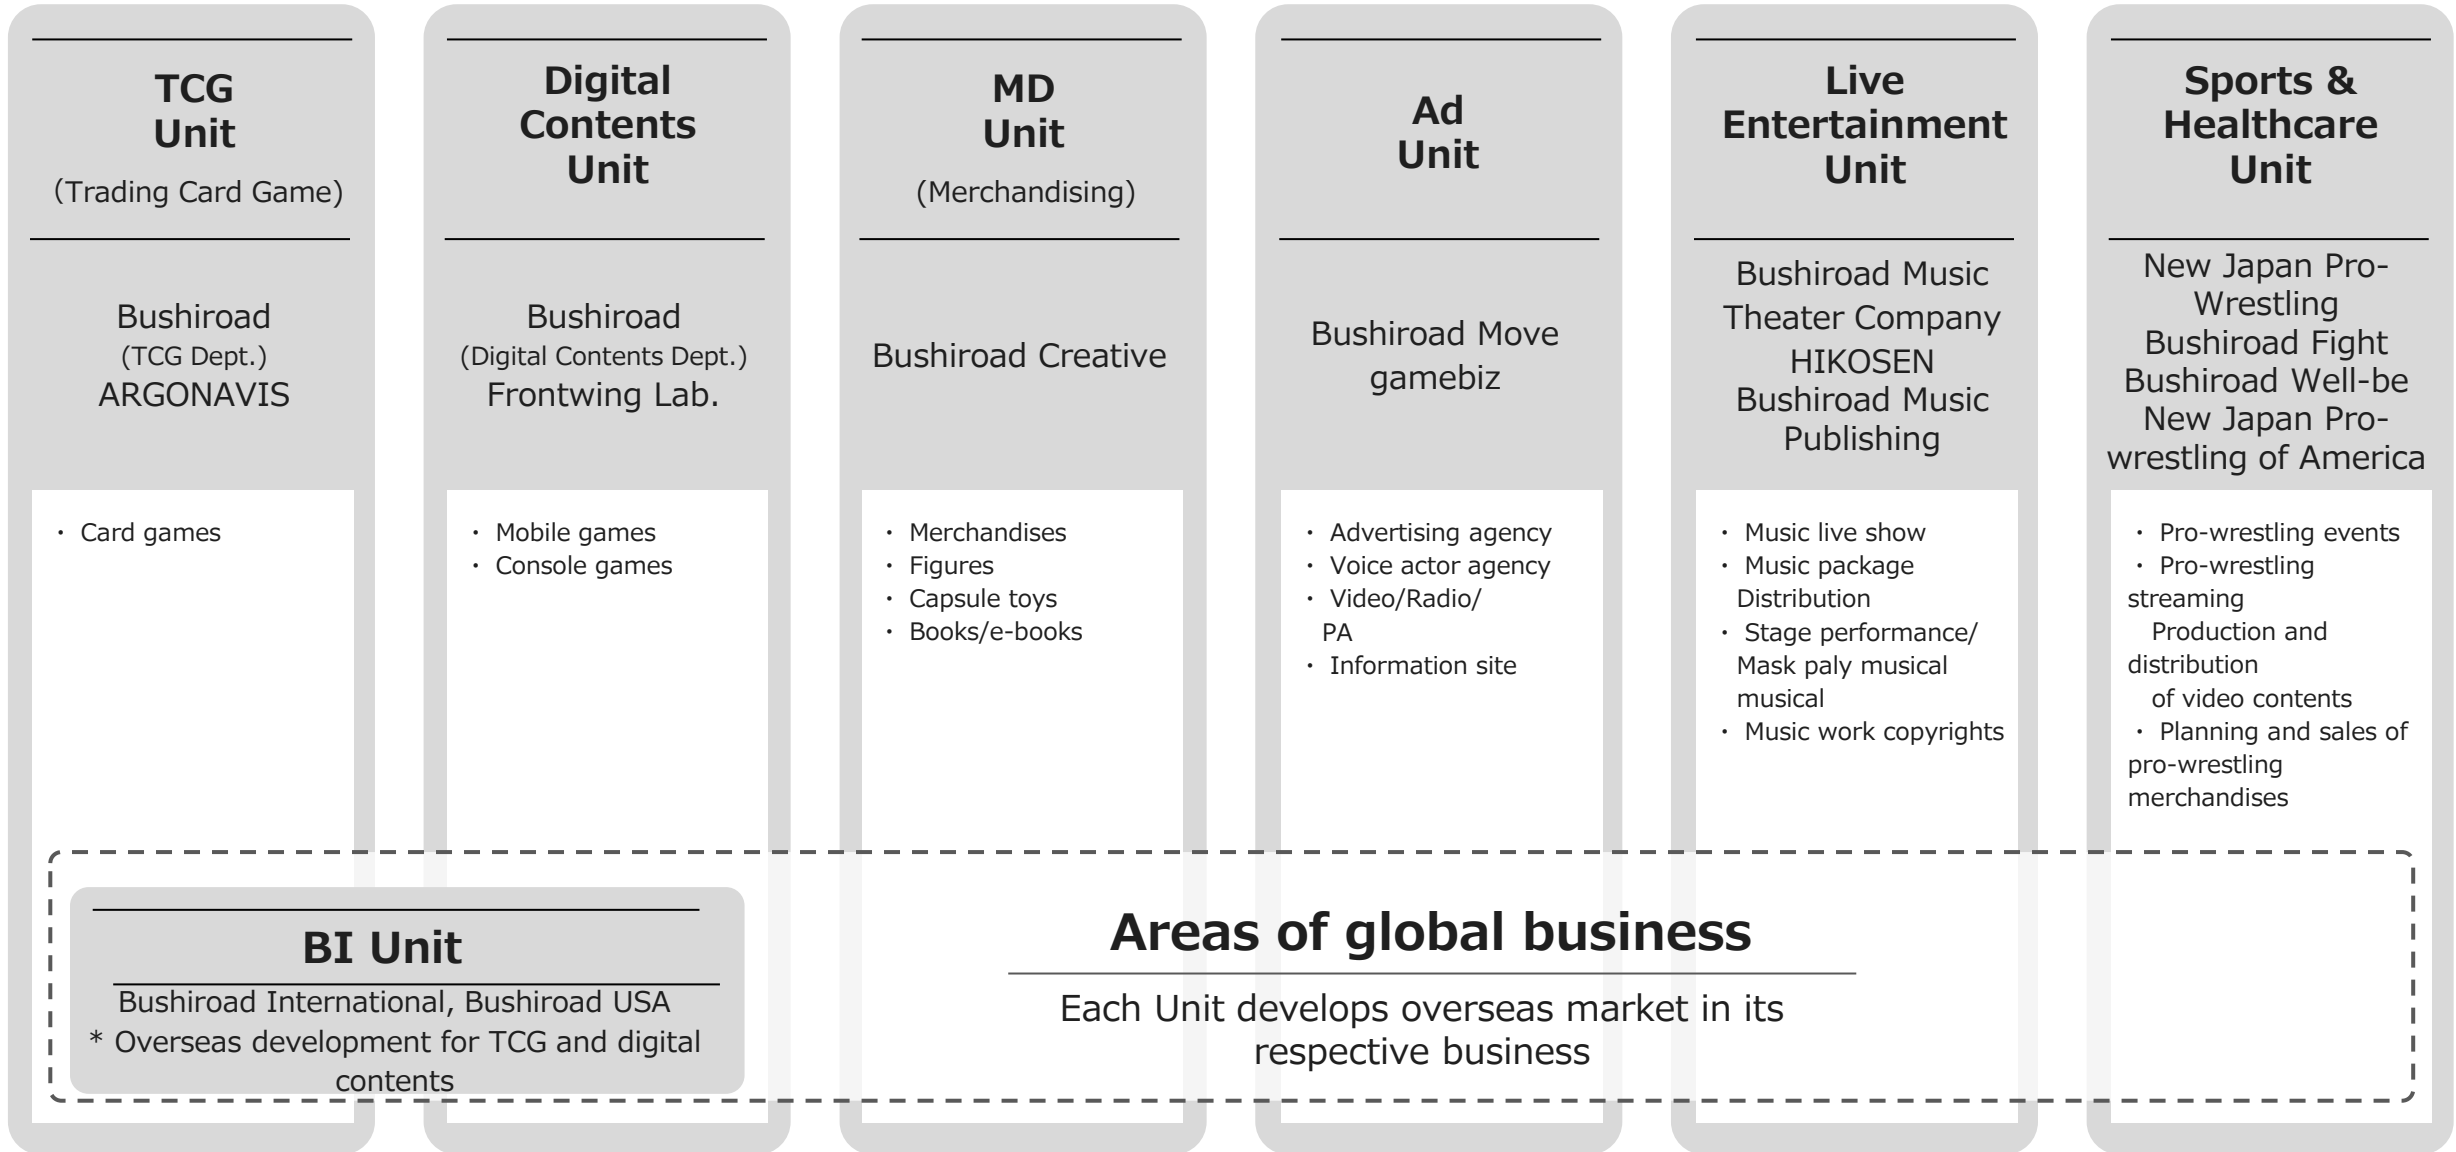 TCG
Unit
(Trading Card Game)
Bushiroad
(TCG Dept.)
ARGONAVIS
・ Card games
Digital
Contents
Unit
Bushiroad
(Digital Contents Dept.)
Frontwing Lab.
・ Mobile games
・ Console games
MD
Unit
(Merchandising)
Bushiroad Creative
・ Merchandises
・ Figures
・ Capsule toys
・ Books/e-books
Ad
Unit
Bushiroad Move
gamebiz
・ Advertising agency
・ Voice actor agency
・ Video/Radio/
PA
・ Information site
Live
Entertainment
Unit
Bushiroad Music
Theater Company
HIKOSEN
Bushiroad Music
Publishing
・ Music live show
・ Music package
Distribution
・ Stage performance/
Mask paly musical
musical
・ Music work copyrights
Sports &
Healthcare
Unit
New Japan Pro-
Wrestling
Bushiroad Fight
Bushiroad Well-be
New Japan Pro-
wrestling of America
・ Pro-wrestling events
・ Pro-wrestling
streaming
Production and
distribution
of video contents
・ Planning and sales of
pro-wrestling
merchandises
BI Unit
Bushiroad International, Bushiroad USA
* Overseas development for TCG and digital
contents
Areas of global business
Each Unit develops overseas market in its
respective business